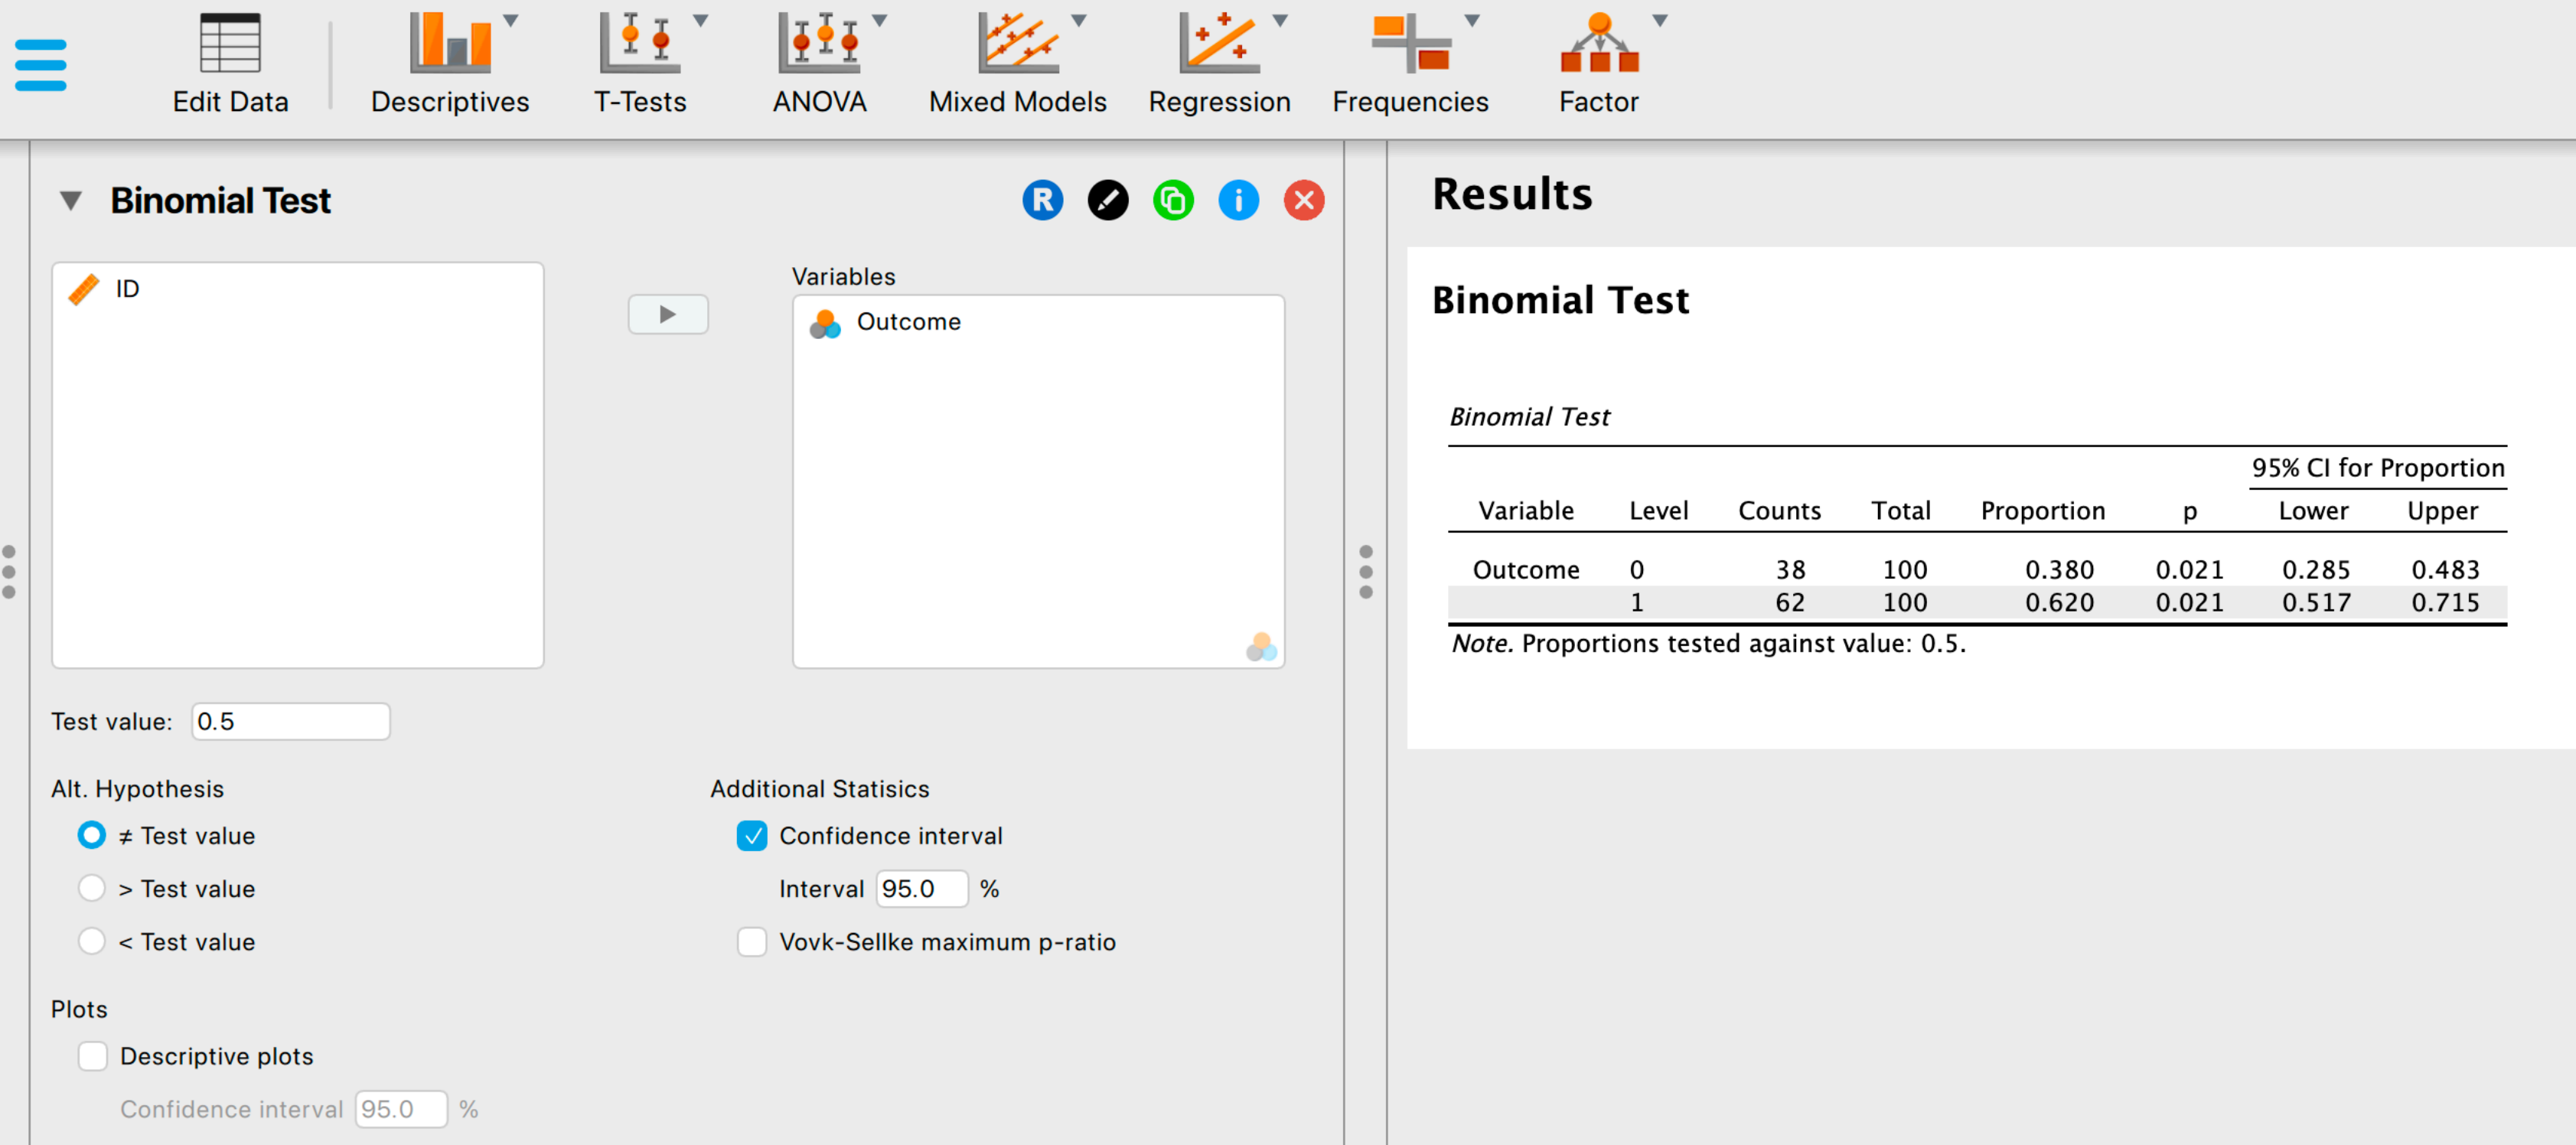 Edit Data
Descriptives
T-Tests
ANOVA
Mixed Models
Regression
Frequencies
Factor
Binomial Test
R
i
ID
Variables
Outcome
Test value: 0.5
Alt. Hypothesis
≠ Test value
> Test value
< Test value
Additional Statisics
Confidence interval
Interval 95.0 %
Vovk-Sellke maximum p-ratio
Plots
Descriptive plots
Confidence interval 95.0 %
Results
Binomial Test
Binomial Test
95% CI for Proportion
Variable Level Counts Total Proportion p Lower Upper
Outcome 0 38 100 0.380 0.021 0.285 0.483
1 62 100 0.620 0.021 0.517 0.715
Note. Proportions tested against value: 0.5.